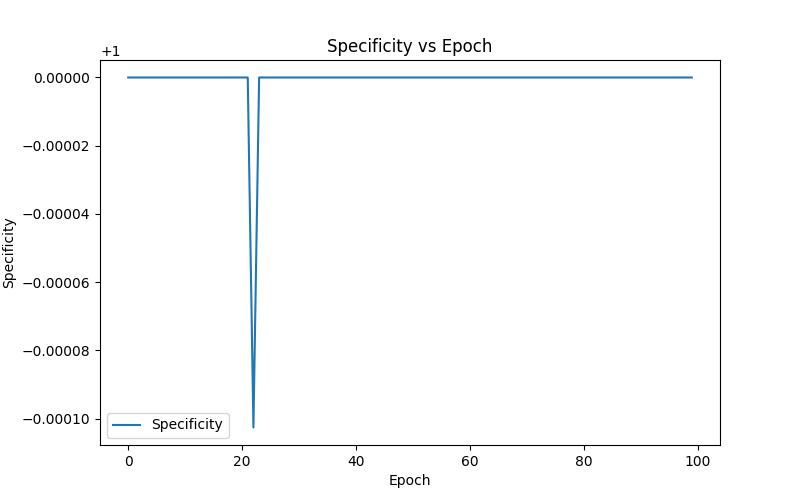 Specificity vs Epoch
+1
0.00000
−0.00002
−0.00004
−0.00006
−0.00008
−0.00010
Specificity
Specificity
0 20 40 60 80 100
Epoch